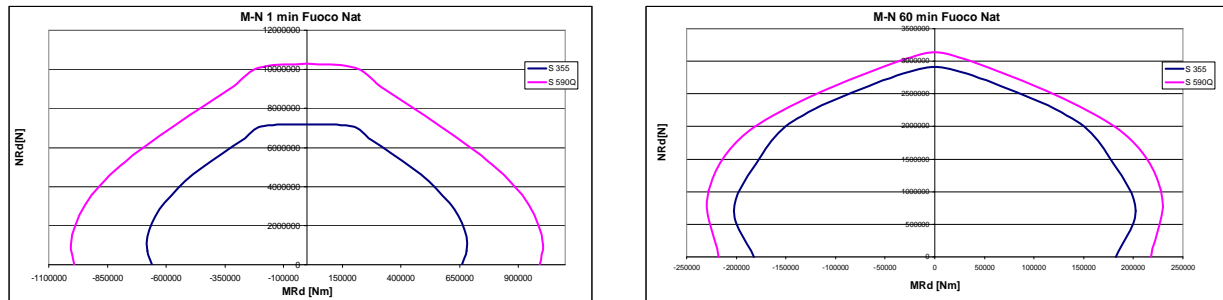 M-N 1 min Fuoco Nat
12000000
10000000
8000000
6000000
4000000
2000000
0
NRd[N]
-1100000 -850000 -600000 -350000 -100000 150000 400000 650000 900000
MRd [Nm]
S 355
S 590Q
M-N 60 min Fuoco Nat
3500000
3000000
2500000
2000000
1500000
1000000
500000
0
NRd[N]
-250000 -200000 -150000 -100000 -50000 0 50000 100000 150000 200000 250000
MRd [Nm]
S 355
S 590Q